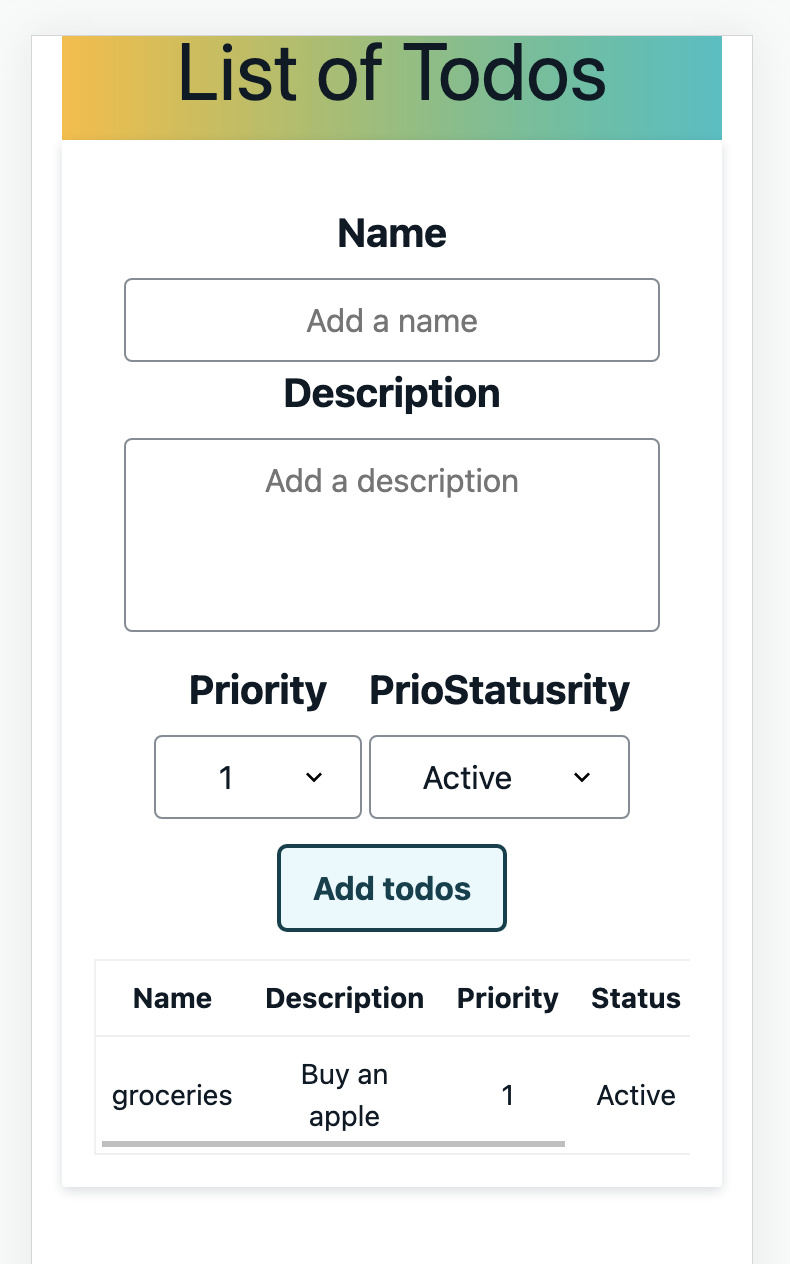 List of Todos
Name
Add a name
Description
Add a description
Priority PrioStatusrity
1 Active
Add todos
Name Description Priority Status
groceries Buy an apple 1 Active